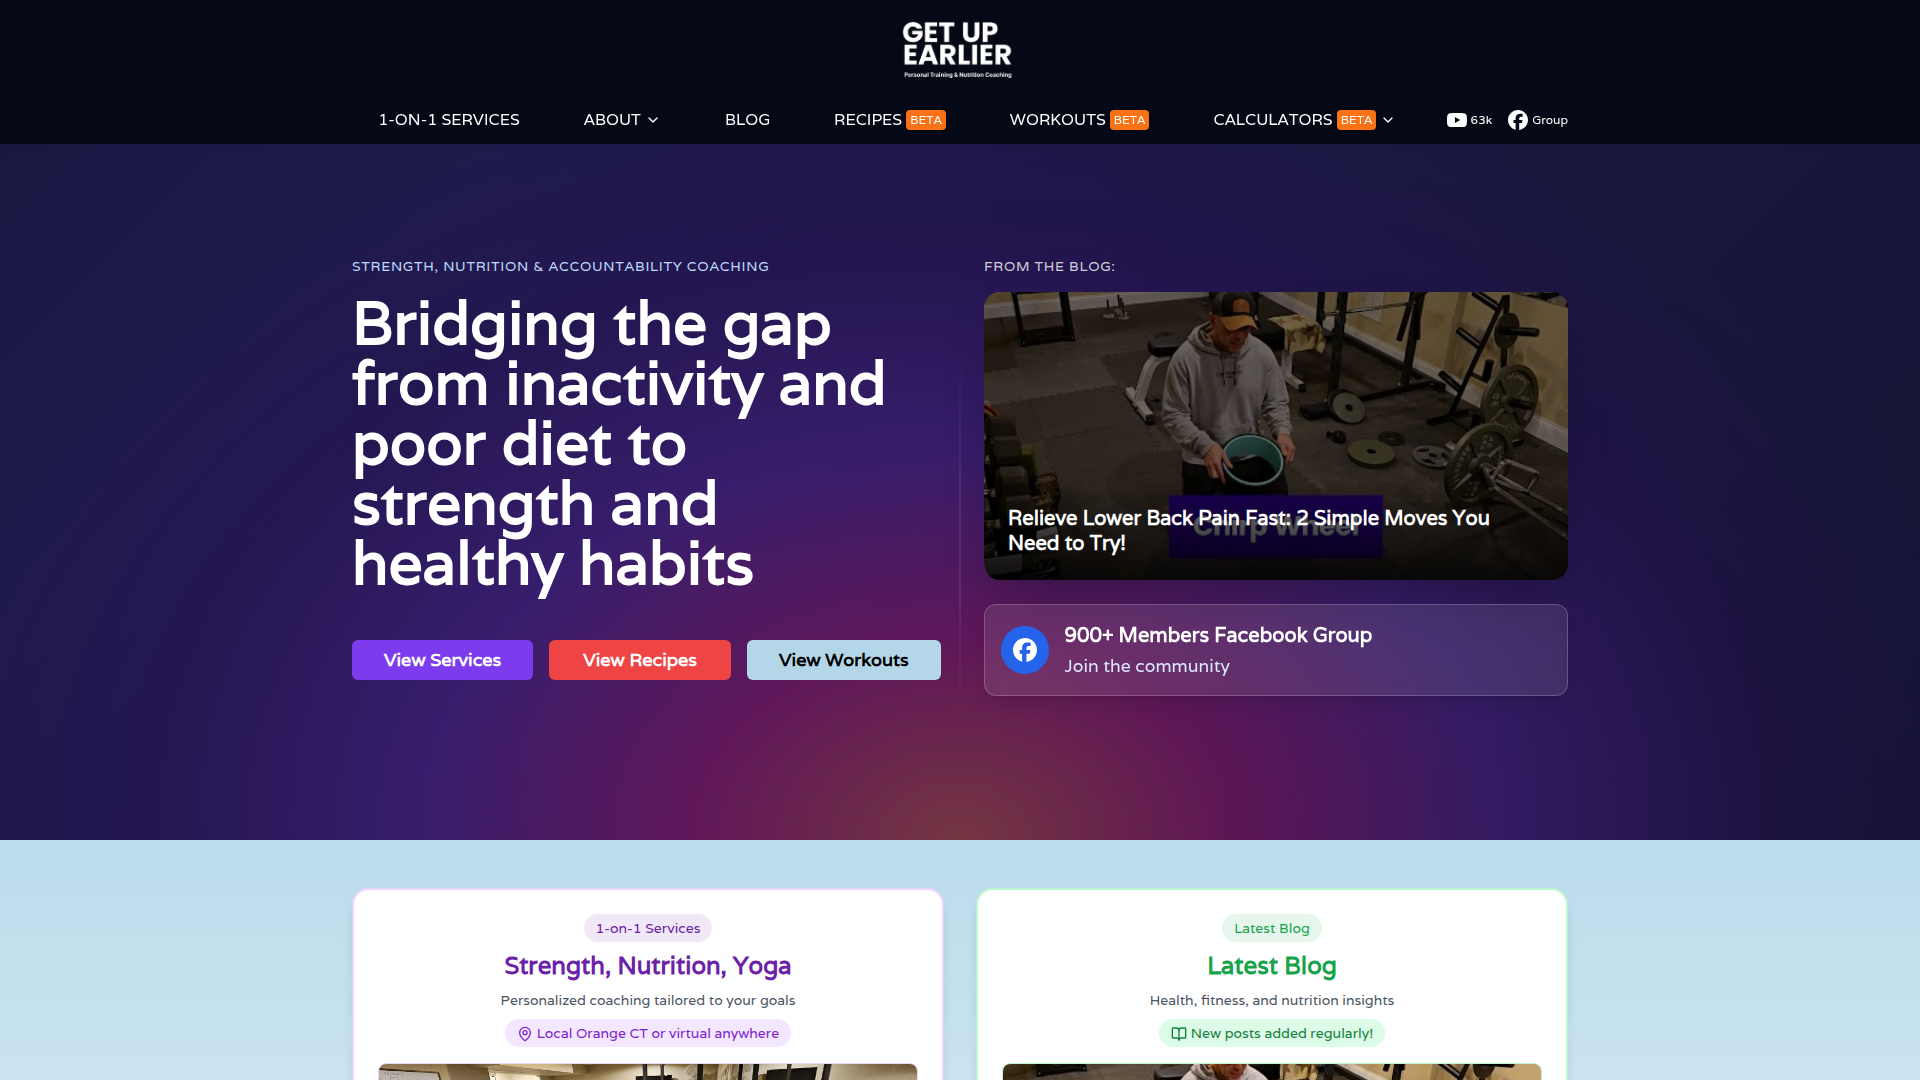 GET UP
EARLIER
Personal Training & Nutrition Coaching
1-ON-1 SERVICES
ABOUT
BLOG
RECIPES BETA
WORKOUTS BETA
CALCULATORS BETA
63k
Group
STRENGTH, NUTRITION & ACCOUNTABILITY COACHING
Bridging the gap
from inactivity and
poor diet to
strength and
healthy habits
View Services
View Recipes
View Workouts
FROM THE BLOG:
Chirp Wheel
Relieve Lower Back Pain Fast: 2 Simple Moves You
Need to Try!
900+ Members Facebook Group
Join the community
1-on-1 Services
Strength, Nutrition, Yoga
Personalized coaching tailored to your goals
Local Orange CT or virtual anywhere
Latest Blog
Latest Blog
Health, fitness, and nutrition insights
New posts added regularly!